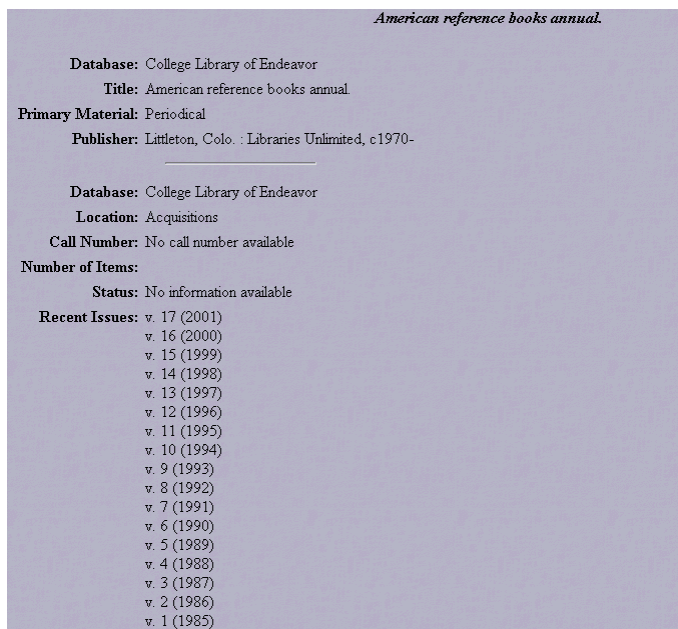 American reference books annual.
Database: College Library of Endeavor
Title: American reference books annual.
Primary Material: Periodical
Publisher: Littleton, Colo. : Libraries Unlimited, c1970-
Database: College Library of Endeavor
Location: Acquisitions
Call Number: No call number available
Number of Items:
Status: No information available
Recent Issues: v. 17 (2001)
v. 16 (2000)
v. 15 (1999)
v. 14 (1998)
v. 13 (1997)
v. 12 (1996)
v. 11 (1995)
v. 10 (1994)
v. 9 (1993)
v. 8 (1992)
v. 7 (1991)
v. 6 (1990)
v. 5 (1989)
v. 4 (1988)
v. 3 (1987)
v. 2 (1986)
v. 1 (1985)